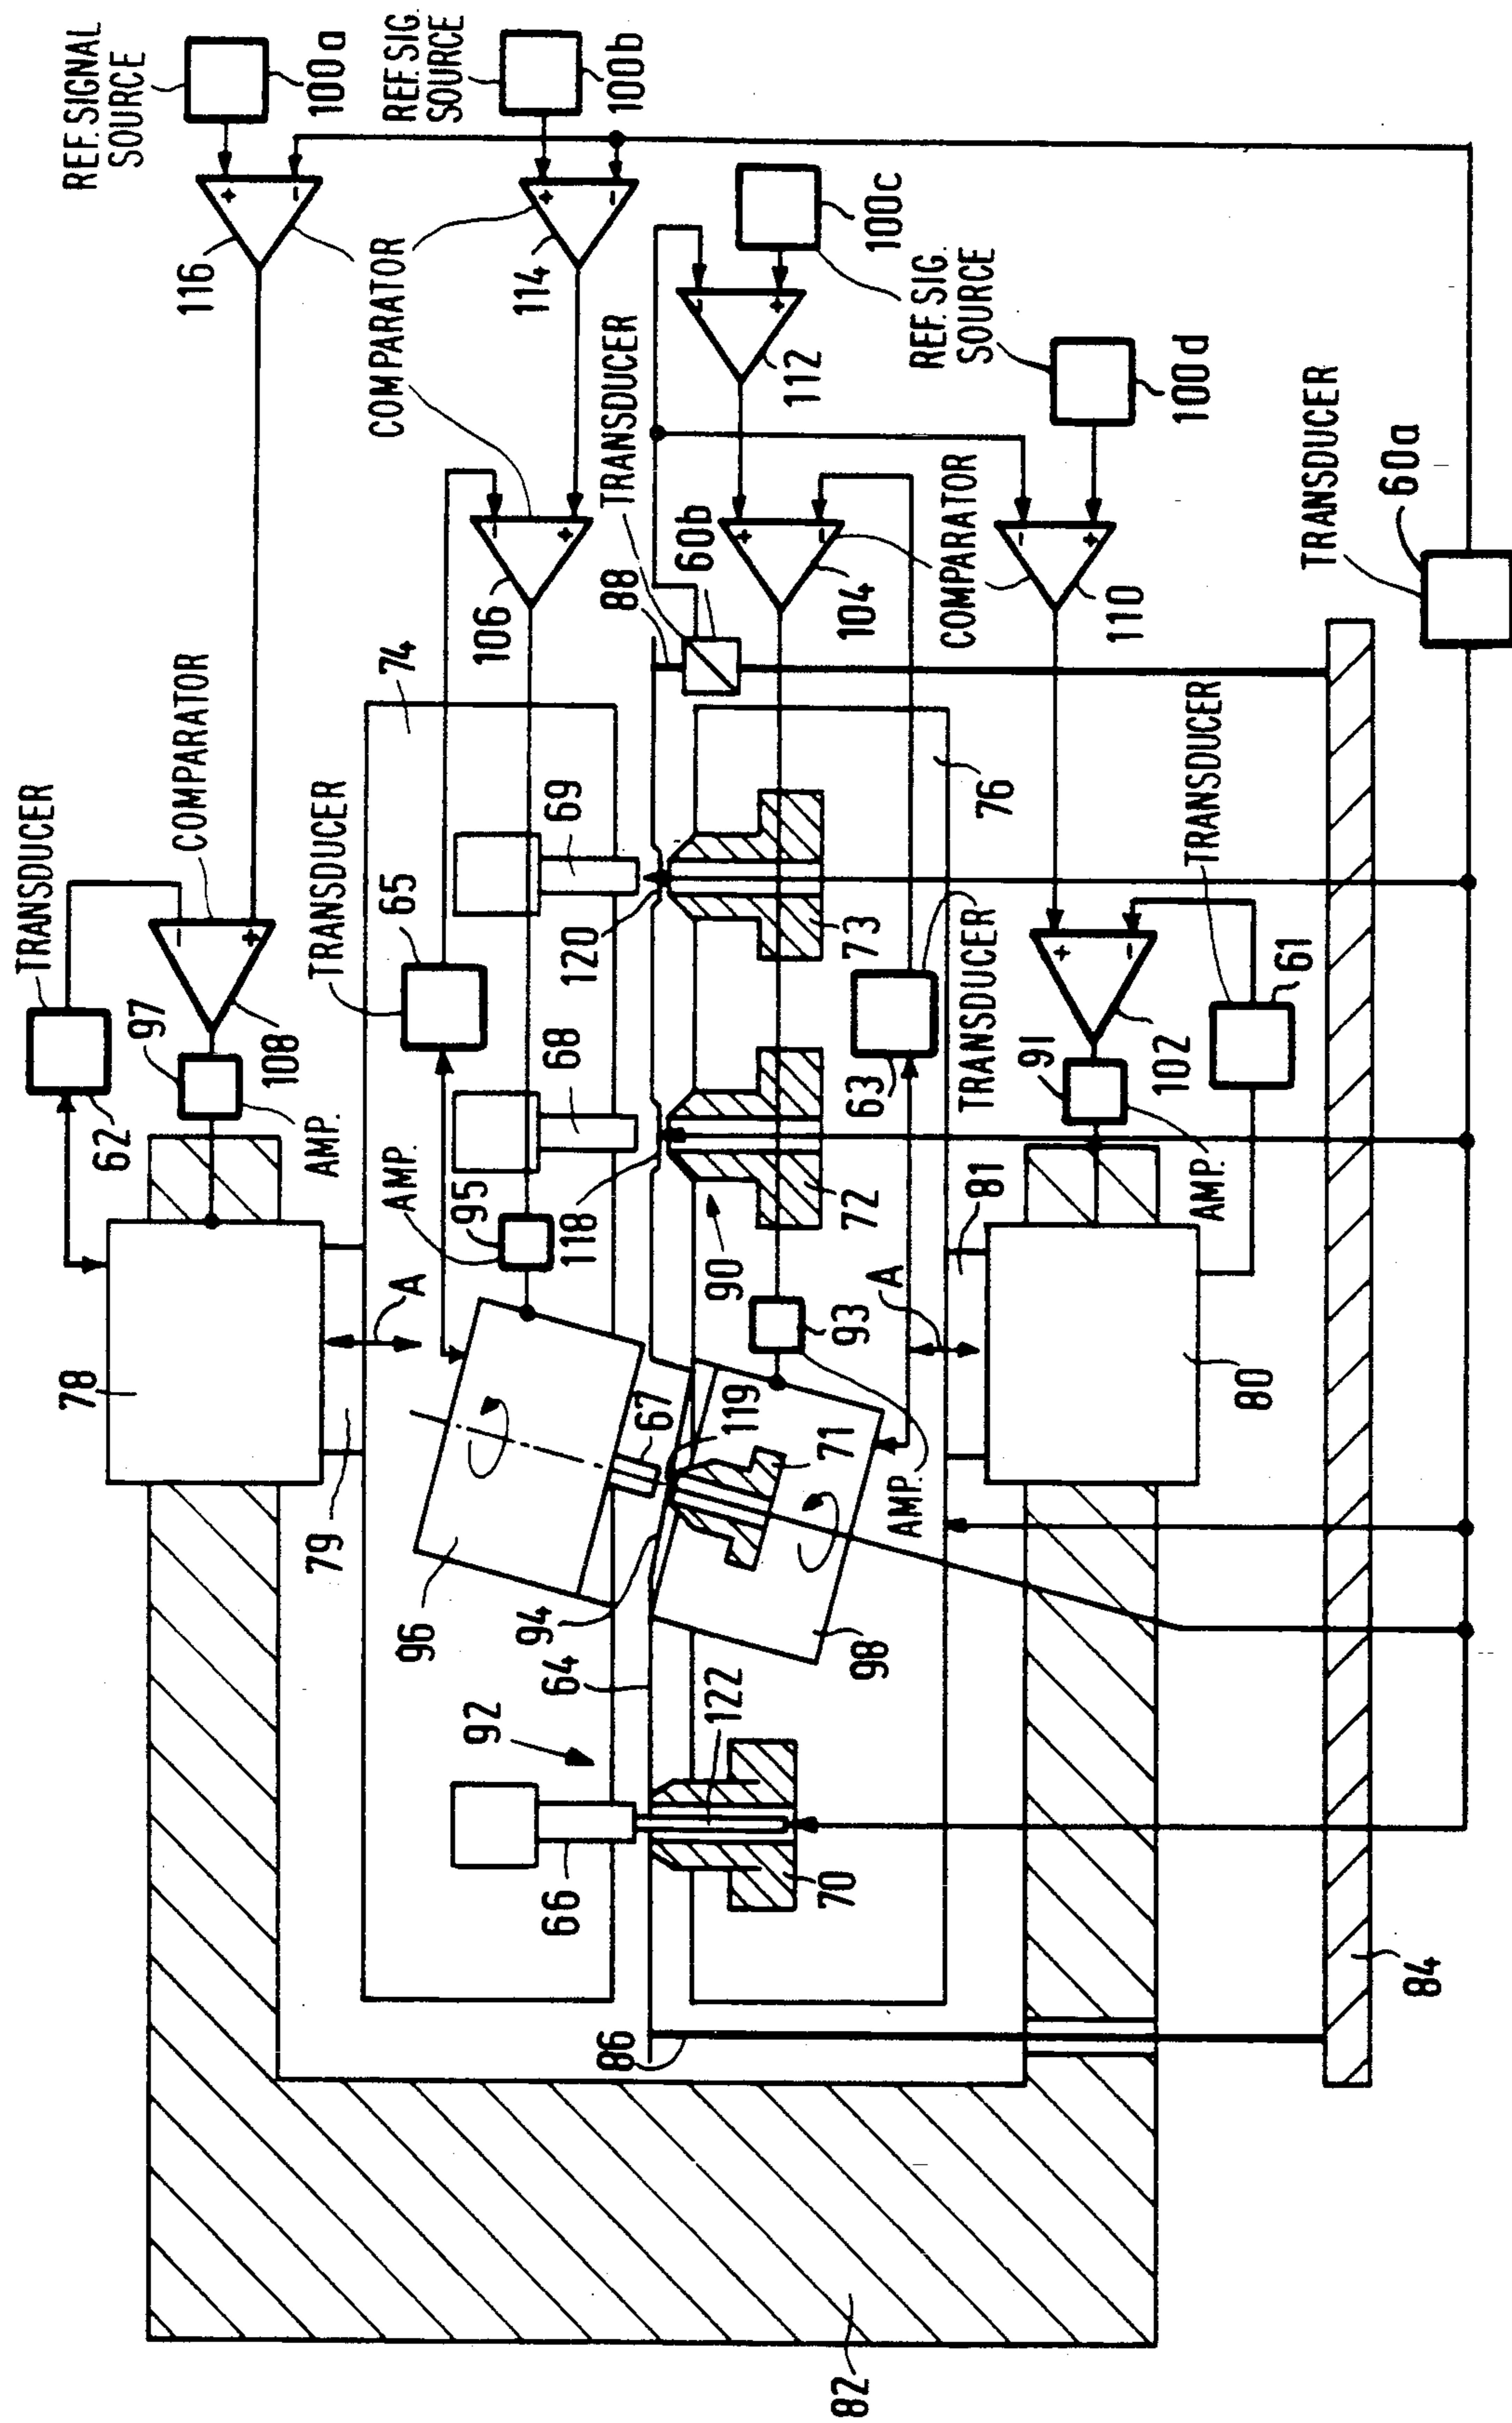 REF. SIGNAL
SOURCE
100a
REF. SIG.
SOURCE
100b
116
114
COMPARATOR
100c
REF. SIG.
SOURCE
112
100d
TRANSDUCER
TRANSDUCER
60a
106
88
60b
104
COMPARATOR
110
74
TRANSDUCER
COMPARATOR
62
97
108
AMP.
TRANSDUCER
65
69
120
73
76
TRANSDUCER
63
TRANSDUCER
61
102
91
AMP.
AMP.
95
68
118
90
72
81
78
A
93
A
80
79
67
119
71
AMP.
96
94
98
64
92
122
66
70
86
84
82
+
-
+
-
-
+
-
+
+
-
-
+
-
+
+
-